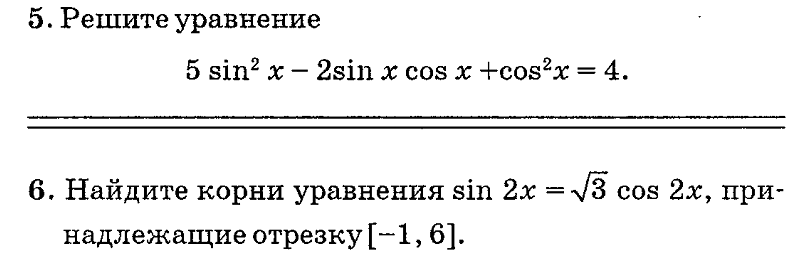 5. Решите уравнение
5 sin² x – 2sin x cos x +cos²x = 4.
6. Найдите корни уравнения sin 2x = √3 cos 2x, при-
надлежащие отрезку [–1, 6].